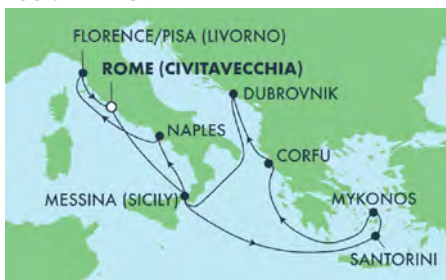 FLORENCE/PISA (LIVORNO)
ROME (CIVITAVECCHIA)
DUBROVNIK
NAPLES
CORFU
MESSINA (SICILY)
MYKONOS
SANTORINI